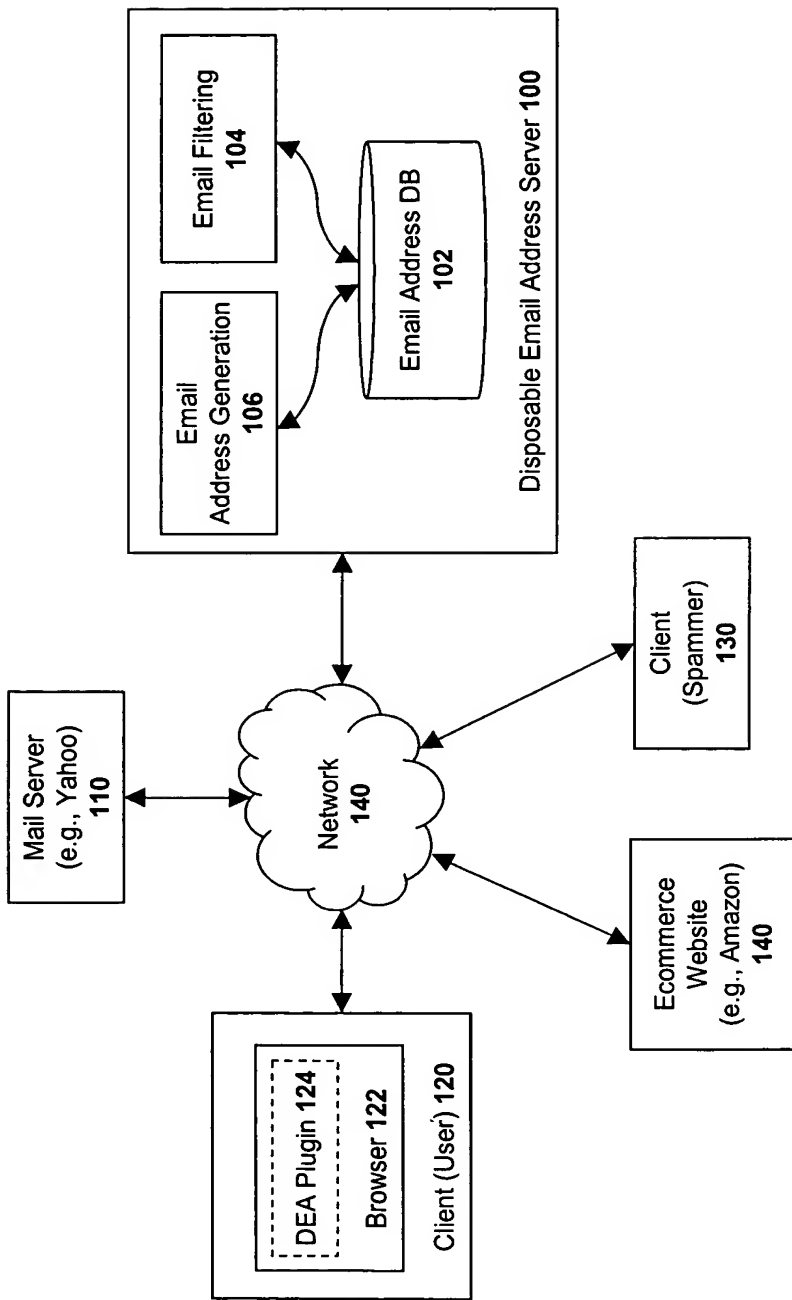 Mail Server
(e.g., Yahoo)
110
DEA Plugin 124
Browser 122
Client (User) 120
Network
140
Email
Address Generation
106
Email Filtering
104
Email Address DB
102
Disposable Email Address Server 100
Ecommerce
Website
(e.g., Amazon)
140
Client
(Spammer)
130